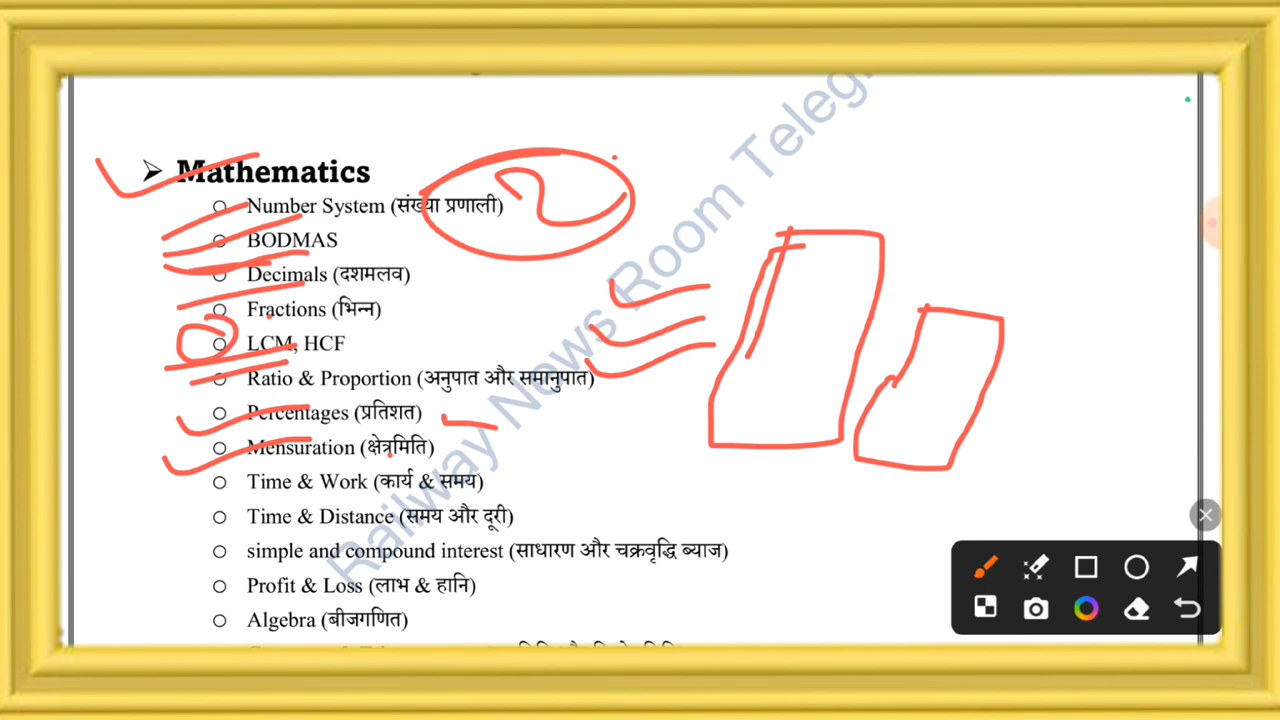 Railway News Room Teleg
➢ Mathematics
○ Number System (संख्या प्रणाली)
○ BODMAS
○ Decimals (दशमलव)
○ Fractions (भिन्न)
○ LCM, HCF
○ Ratio & Proportion (अनुपात और समानुपात)
○ Percentages (प्रतिशत)
○ Mensuration (क्षेत्रमिति)
○ Time & Work (कार्य & समय)
○ Time & Distance (समय और दूरी)
○ simple and compound interest (साधारण और चक्रवृद्धि ब्याज)
○ Profit & Loss (लाभ & हानि)
○ Algebra (बीजगणित)